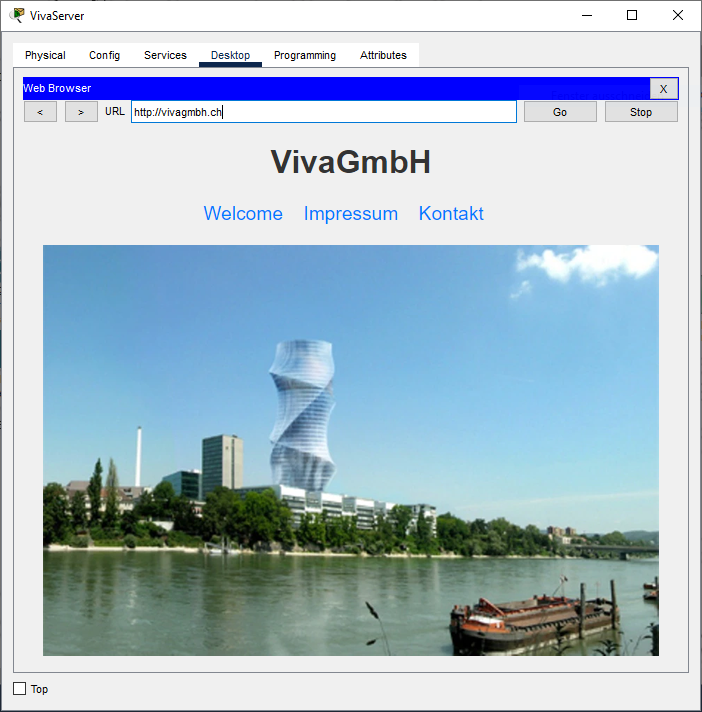 VivaServer
Physical Config Services Desktop Programming Attributes
Web Browser
X
< > URL http://vivagmbh.ch Go Stop
VivaGmbH
Welcome Impressum Kontakt
Top